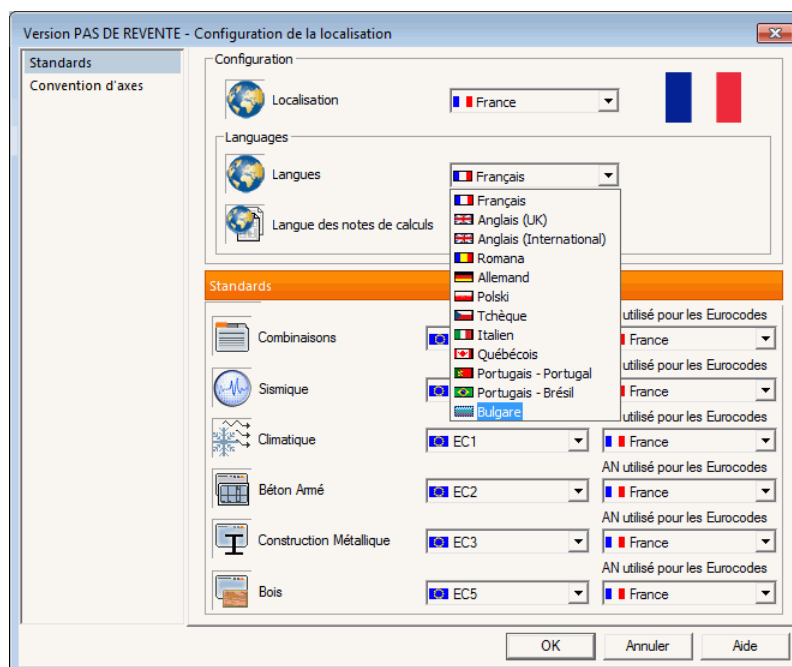 Version PAS DE REVENTE - Configuration de la localisation
Standards
Convention d'axes
Configuration
Localisation
France
Languages
Langues
Français
Langue des notes de calculs
Français
Anglais (UK)
Anglais (International)
Romana
Allemand
Polski
Tchèque
Italien
Québécois
Portugais - Portugal
Portugais - Brésil
Bulgare
Standards
utilisé pour les Eurocodes
Combinaisons
France
utilisé pour les Eurocodes
Sismique
France
utilisé pour les Eurocodes
Climatique
EC1
France
AN utilisé pour les Eurocodes
Béton Armé
EC2
France
AN utilisé pour les Eurocodes
Construction Métallique
EC3
France
AN utilisé pour les Eurocodes
Bois
EC5
France
OK
Annuler
Aide